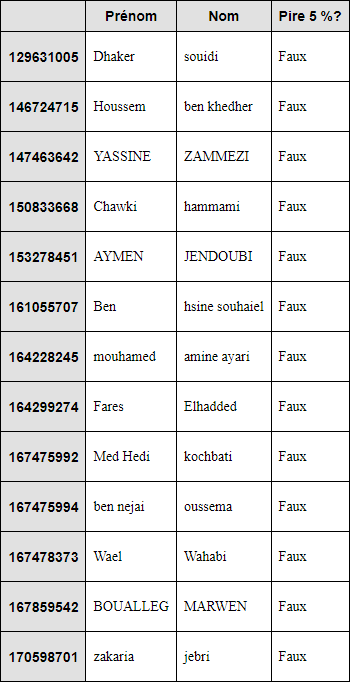 Prénom Nom Pire 5 %?
129631005 Dhaker souidi Faux
146724715 Houssem ben khedher Faux
147463642 YASSINE ZAMMEZI Faux
150833668 Chawki hammami Faux
153278451 AYMEN JENDOUBI Faux
161055707 Ben hsine souhaiel Faux
164228245 mouhamed amine ayari Faux
164299274 Fares Elhadded Faux
167475992 Med Hedi kochbati Faux
167475994 ben nejai oussema Faux
167478373 Wael Wahabi Faux
167859542 BOUALLEG MARWEN Faux
170598701 zakaria jebri Faux